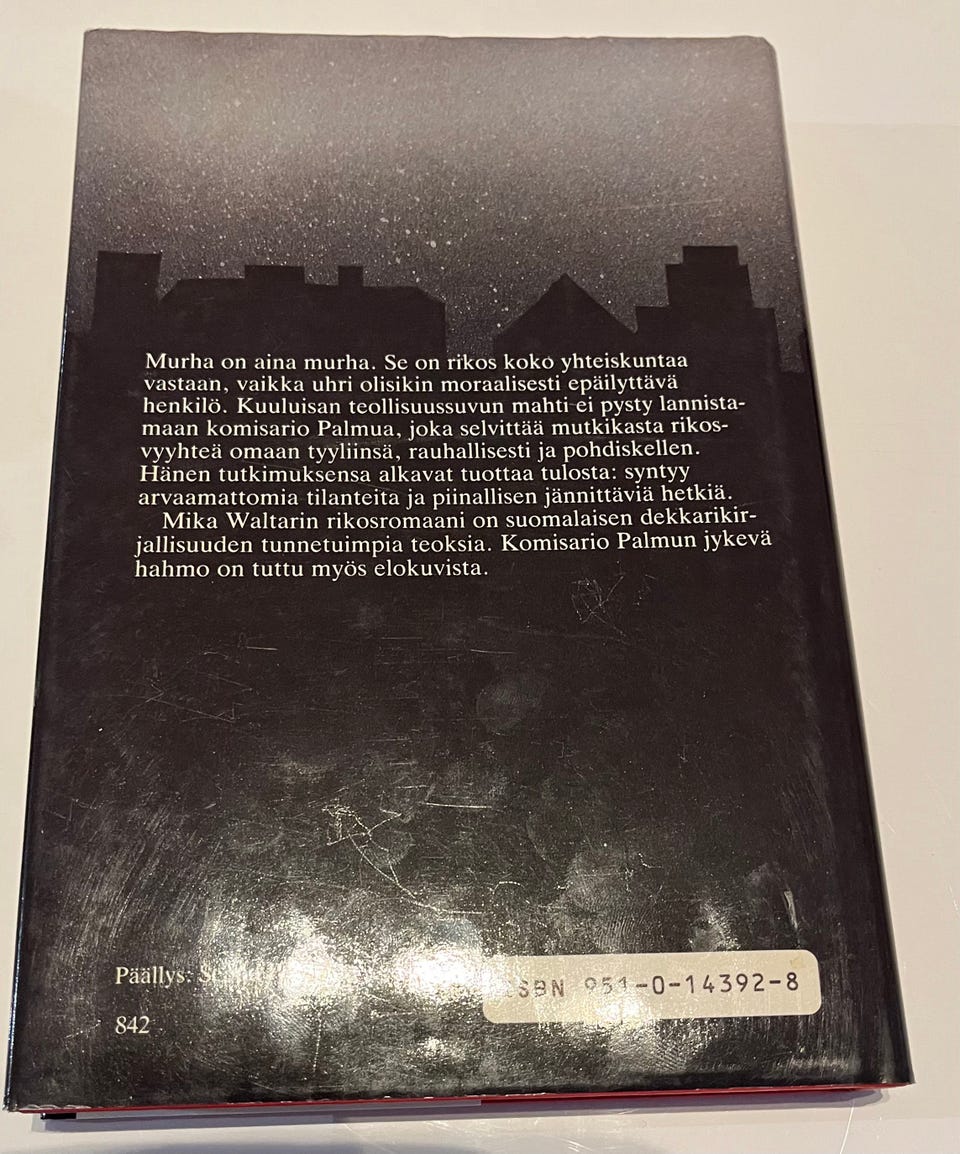 Murha on aina murha. Se on rikos koko yhteiskuntaa
vastaan, vaikka uhri olisikin moraalisesti epäilyttävä
henkilö. Kuuluisan teollisuussuvun mahti ei pysty lannista-
maan komisario Palmua, joka selvittää mutkikasta rikos-
vyyhteä omaan tyyliinsä, rauhallisesti ja pohdiskellen.
Hänen tutkimuksensa alkavat tuottaa tulosta: syntyy
arvaamattomia tilanteita ja piinallisen jännittäviä hetkiä.
Mika Waltarin rikosromaani on suomalaisen dekkarikir-
jallisuuden tunnetuimpia teoksia. Komisario Palmun jykevä
hahmo on tuttu myös elokuvista.
Päällys:
ISBN 951-0-14392-8
842